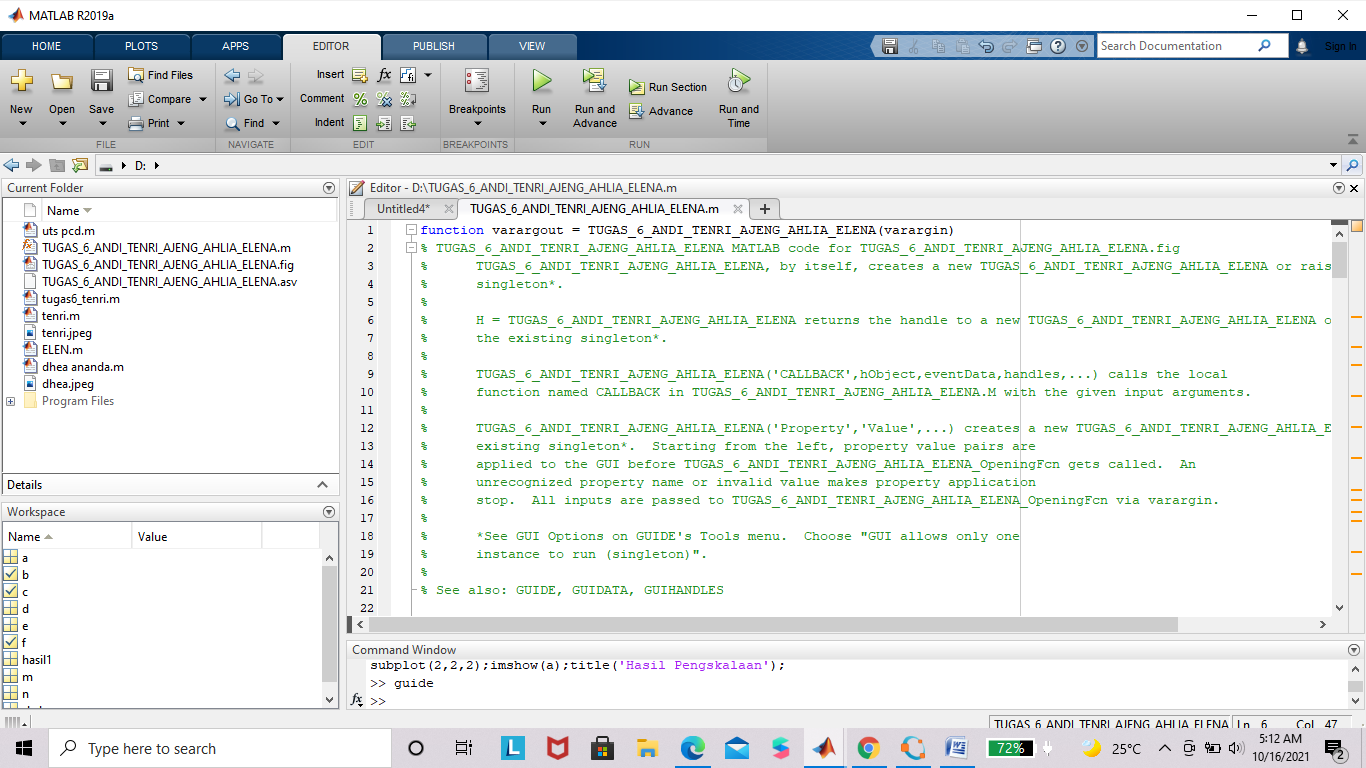 MATLAB R2019a
HOME PLOTS APPS EDITOR PUBLISH VIEW
Search Documentation
Sign In
New
Open
Save
Find Files
Compare
Print
FILE
Go To
Find
NAVIGATE
Insert
Comment
Indent
EDIT
Breakpoints
BREAKPOINTS
Run
Run and Advance
Run Section
Advance
Run and Time
RUN
D:
Current Folder
Name
uts pcd.m
TUGAS_6_ANDI_TENRI_AJENG_AHLIA_ELENA.m
TUGAS_6_ANDI_TENRI_AJENG_AHLIA_ELENA.fig
TUGAS_6_ANDI_TENRI_AJENG_AHLIA_ELENA.asv
tugas6_tenri.m
tenri.m
tenri.jpeg
ELEN.m
dhea ananda.m
dhea.jpeg
Program Files
Details
Workspace
Name Value
a
b
c
d
e
f
hasil1
m
n
Editor - D:\TUGAS_6_ANDI_TENRI_AJENG_AHLIA_ELENA.m
Untitled4* TUGAS_6_ANDI_TENRI_AJENG_AHLIA_ELENA.m
1 function varargout = TUGAS_6_ANDI_TENRI_AJENG_AHLIA_ELENA(varargin)
2 % TUGAS_6_ANDI_TENRI_AJENG_AHLIA_ELENA MATLAB code for TUGAS_6_ANDI_TENRI_AJENG_AHLIA_ELENA.fig
3 % TUGAS_6_ANDI_TENRI_AJENG_AHLIA_ELENA, by itself, creates a new TUGAS_6_ANDI_TENRI_AJENG_AHLIA_ELENA or rais
4 % singleton*.
5 %
6 % H = TUGAS_6_ANDI_TENRI_AJENG_AHLIA_ELENA returns the handle to a new TUGAS_6_ANDI_TENRI_AJENG_AHLIA_ELENA o
7 % the existing singleton*.
8 %
9 % TUGAS_6_ANDI_TENRI_AJENG_AHLIA_ELENA('CALLBACK',hObject,eventData,handles,...) calls the local
10 % function named CALLBACK in TUGAS_6_ANDI_TENRI_AJENG_AHLIA_ELENA.M with the given input arguments.
11 %
12 % TUGAS_6_ANDI_TENRI_AJENG_AHLIA_ELENA('Property','Value',...) creates a new TUGAS_6_ANDI_TENRI_AJENG_AHLIA_E
13 % existing singleton*. Starting from the left, property value pairs are
14 % applied to the GUI before TUGAS_6_ANDI_TENRI_AJENG_AHLIA_ELENA_OpeningFcn gets called. An
15 % unrecognized property name or invalid value makes property application
16 % stop. All inputs are passed to TUGAS_6_ANDI_TENRI_AJENG_AHLIA_ELENA_OpeningFcn via varargin.
17 %
18 % *See GUI Options on GUIDE's Tools menu. Choose "GUI allows only one
19 % instance to run (singleton)".
20 %
21 % See also: GUIDE, GUIDATA, GUIHANDLES
22
Command Window
subplot(2,2,2);imshow(a);title('Hasil Pengskalaan');
>> guide
fx >>
TUGAS_6_ANDI_TENRI_AJENG_AHLIA_ELENA Ln 6 Col 47
Type here to search
72%
25°C
5:12 AM
10/16/2021
2